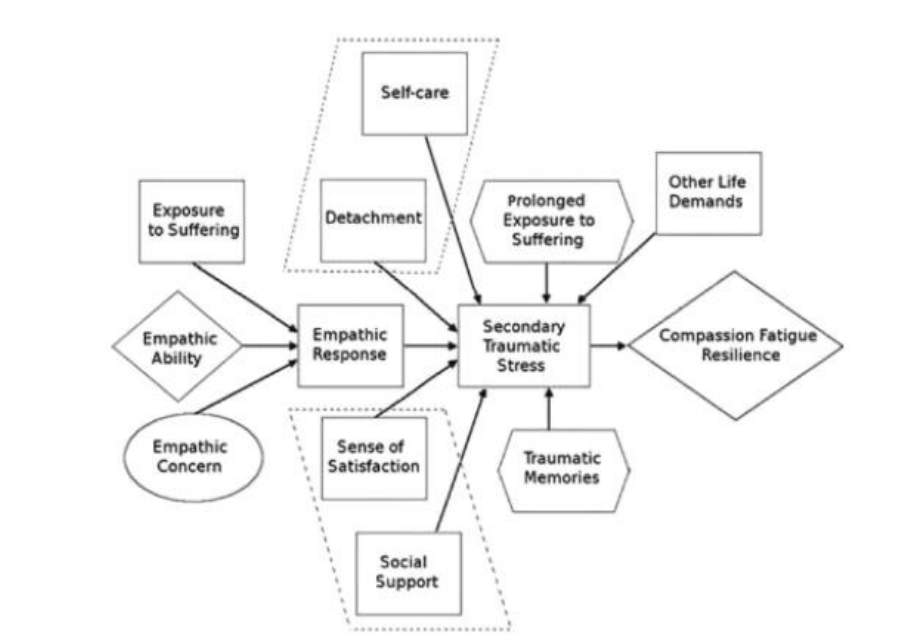 Self-care
Other Life
Demands
Prolonged
Exposure to
Suffering
Exposure
to Suffering
Detachment
Empathic
Ability
Empathic
Response
Secondary
Traumatic
Stress
Compassion Fatigue
Resilience
Empathic
Concern
Sense of
Satisfaction
Traumatic
Memories
Social
Support